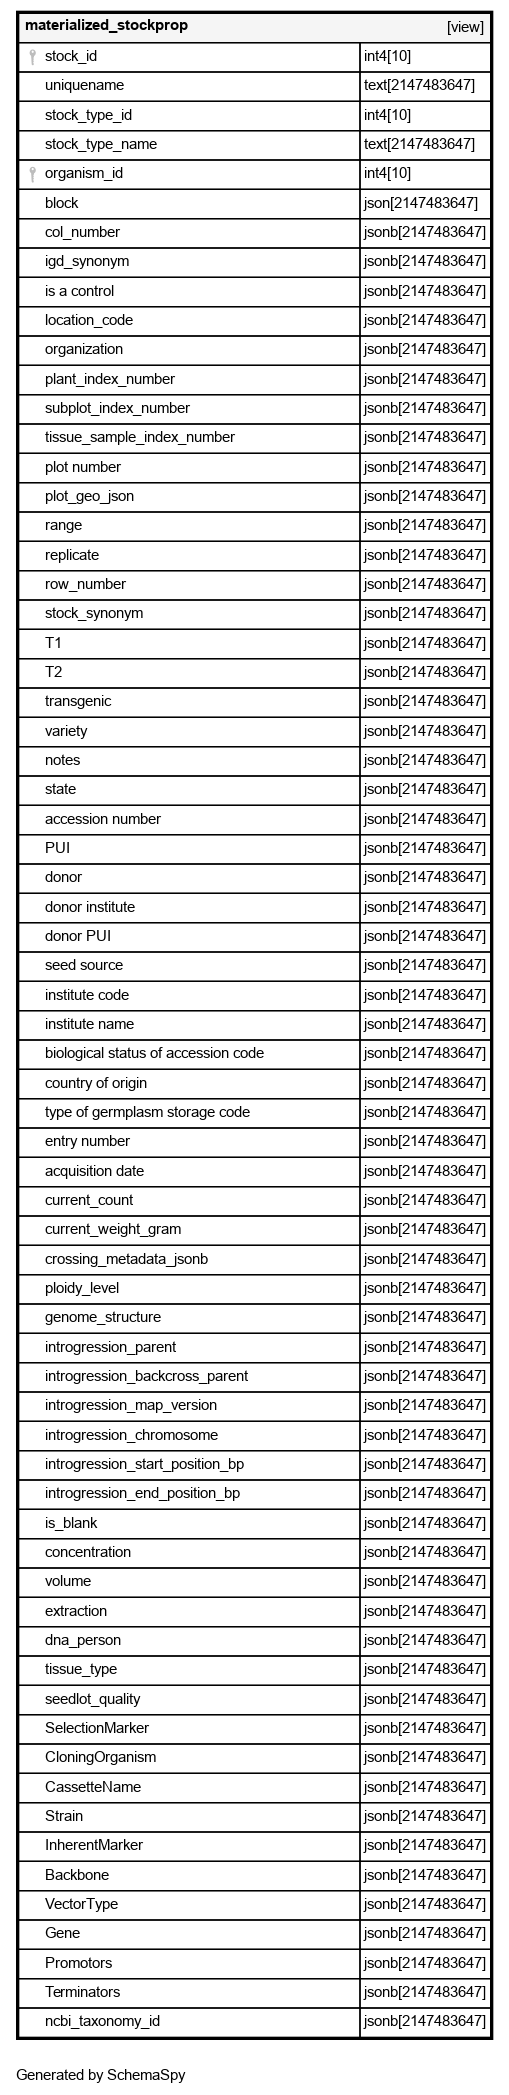 materialized_stockprop [view]
stock_id int4[10]
uniquename text[2147483647]
stock_type_id int4[10]
stock_type_name text[2147483647]
organism_id int4[10]
block json[2147483647]
col_number jsonb[2147483647]
igd_synonym jsonb[2147483647]
is a control jsonb[2147483647]
location_code jsonb[2147483647]
organization jsonb[2147483647]
plant_index_number jsonb[2147483647]
subplot_index_number jsonb[2147483647]
tissue_sample_index_number jsonb[2147483647]
plot number jsonb[2147483647]
plot_geo_json jsonb[2147483647]
range jsonb[2147483647]
replicate jsonb[2147483647]
row_number jsonb[2147483647]
stock_synonym jsonb[2147483647]
T1 jsonb[2147483647]
T2 jsonb[2147483647]
transgenic jsonb[2147483647]
variety jsonb[2147483647]
notes jsonb[2147483647]
state jsonb[2147483647]
accession number jsonb[2147483647]
PUI jsonb[2147483647]
donor jsonb[2147483647]
donor institute jsonb[2147483647]
donor PUI jsonb[2147483647]
seed source jsonb[2147483647]
institute code jsonb[2147483647]
institute name jsonb[2147483647]
biological status of accession code jsonb[2147483647]
country of origin jsonb[2147483647]
type of germplasm storage code jsonb[2147483647]
entry number jsonb[2147483647]
acquisition date jsonb[2147483647]
current_count jsonb[2147483647]
current_weight_gram jsonb[2147483647]
crossing_metadata_jsonb jsonb[2147483647]
ploidy_level jsonb[2147483647]
genome_structure jsonb[2147483647]
introgression_parent jsonb[2147483647]
introgression_backcross_parent jsonb[2147483647]
introgression_map_version jsonb[2147483647]
introgression_chromosome jsonb[2147483647]
introgression_start_position_bp jsonb[2147483647]
introgression_end_position_bp jsonb[2147483647]
is_blank jsonb[2147483647]
concentration jsonb[2147483647]
volume jsonb[2147483647]
extraction jsonb[2147483647]
dna_person jsonb[2147483647]
tissue_type jsonb[2147483647]
seedlot_quality jsonb[2147483647]
SelectionMarker jsonb[2147483647]
CloningOrganism jsonb[2147483647]
CassetteName jsonb[2147483647]
Strain jsonb[2147483647]
InherentMarker jsonb[2147483647]
Backbone jsonb[2147483647]
VectorType jsonb[2147483647]
Gene jsonb[2147483647]
Promotors jsonb[2147483647]
Terminators jsonb[2147483647]
ncbi_taxonomy_id jsonb[2147483647]
Generated by SchemaSpy